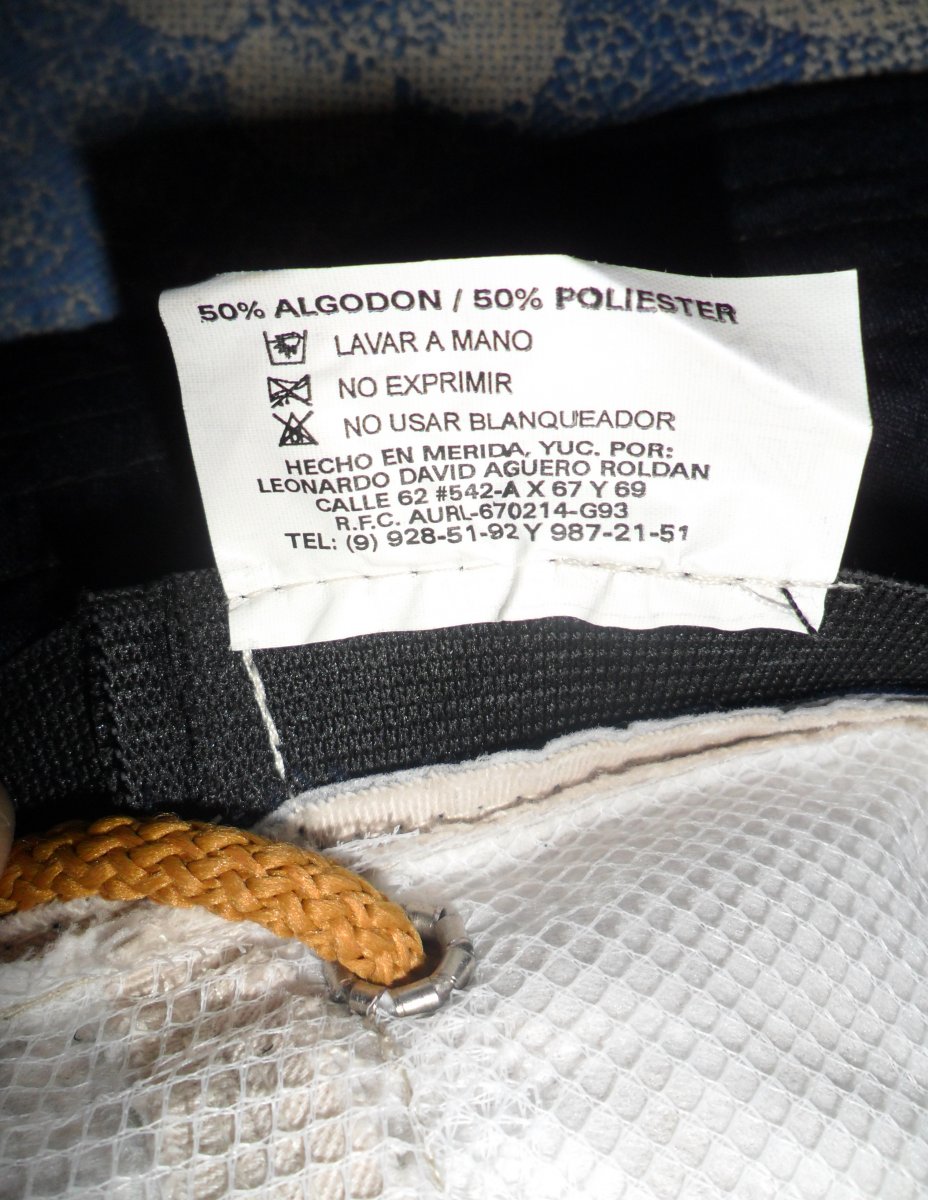 50% ALGODON / 50% POLIESTER
LAVAR A MANO
NO EXPRIMIR
NO USAR BLANQUEADOR
HECHO EN MERIDA, YUC. POR:
LEONARDO DAVID AGUERO ROLDAN
CALLE 62 #542-A X 67 Y 69
R.F.C. AURL-670214-G93
TEL: (9) 928-51-92 Y 987-21-51